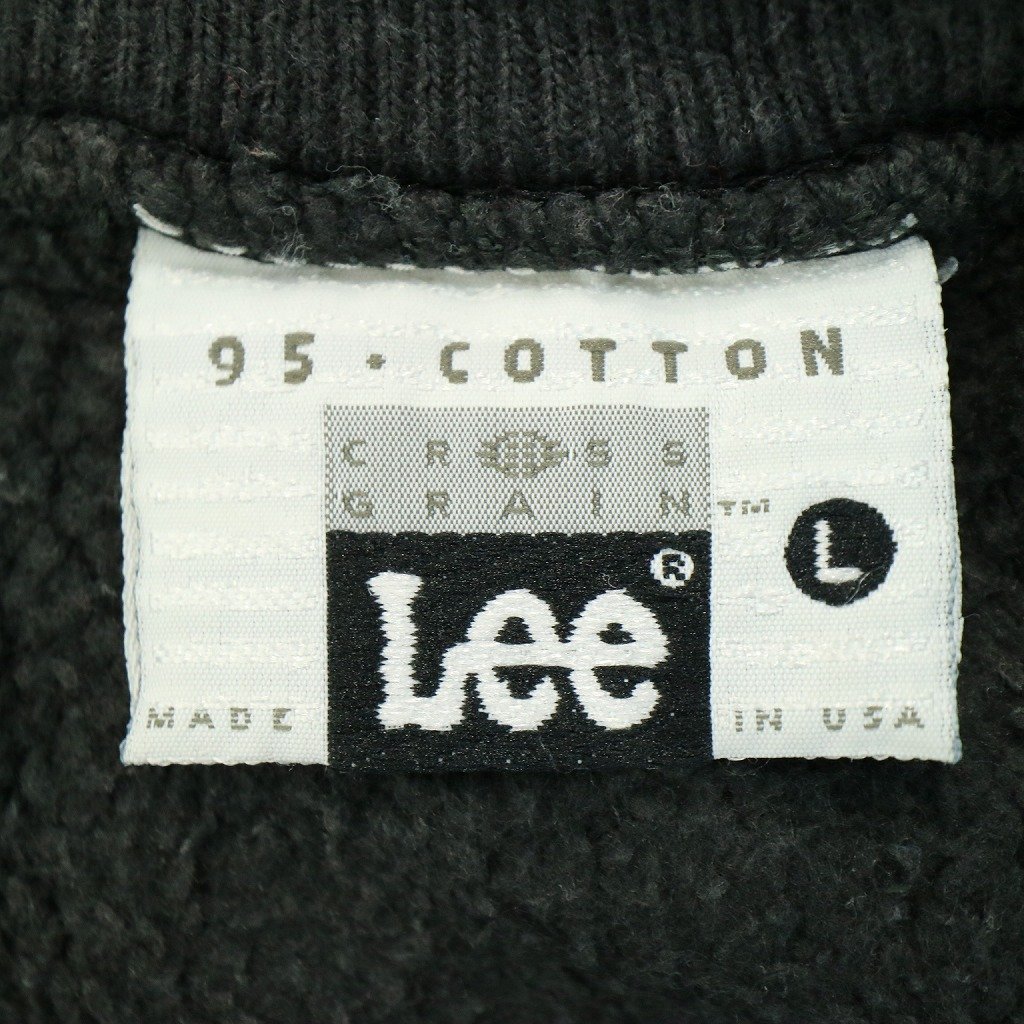 95 · COTTON
CROSS
GRAIN™
L
Lee®
MADE IN USA